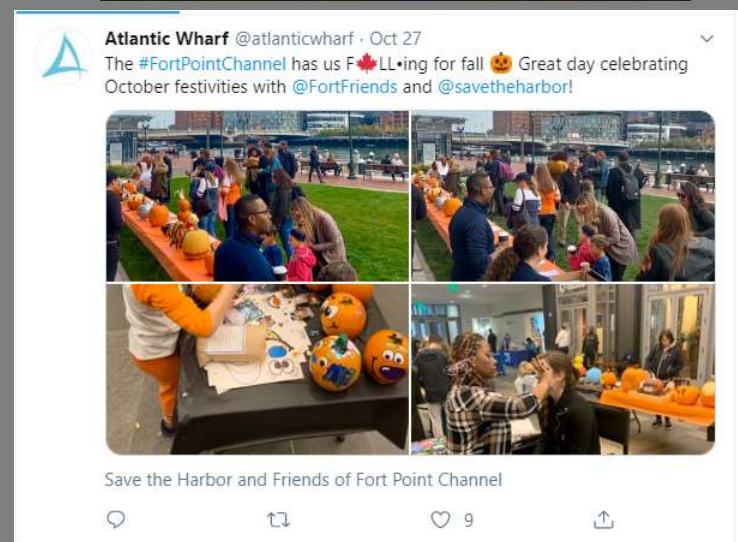 Atlantic Wharf @atlanticwharf · Oct 27
The #FortPointChannel has us F🍁LL•ing for fall 🎃 Great day celebrating
October festivities with @FortFriends and @savetheharbor!
Save the Harbor and Friends of Fort Point Channel
9